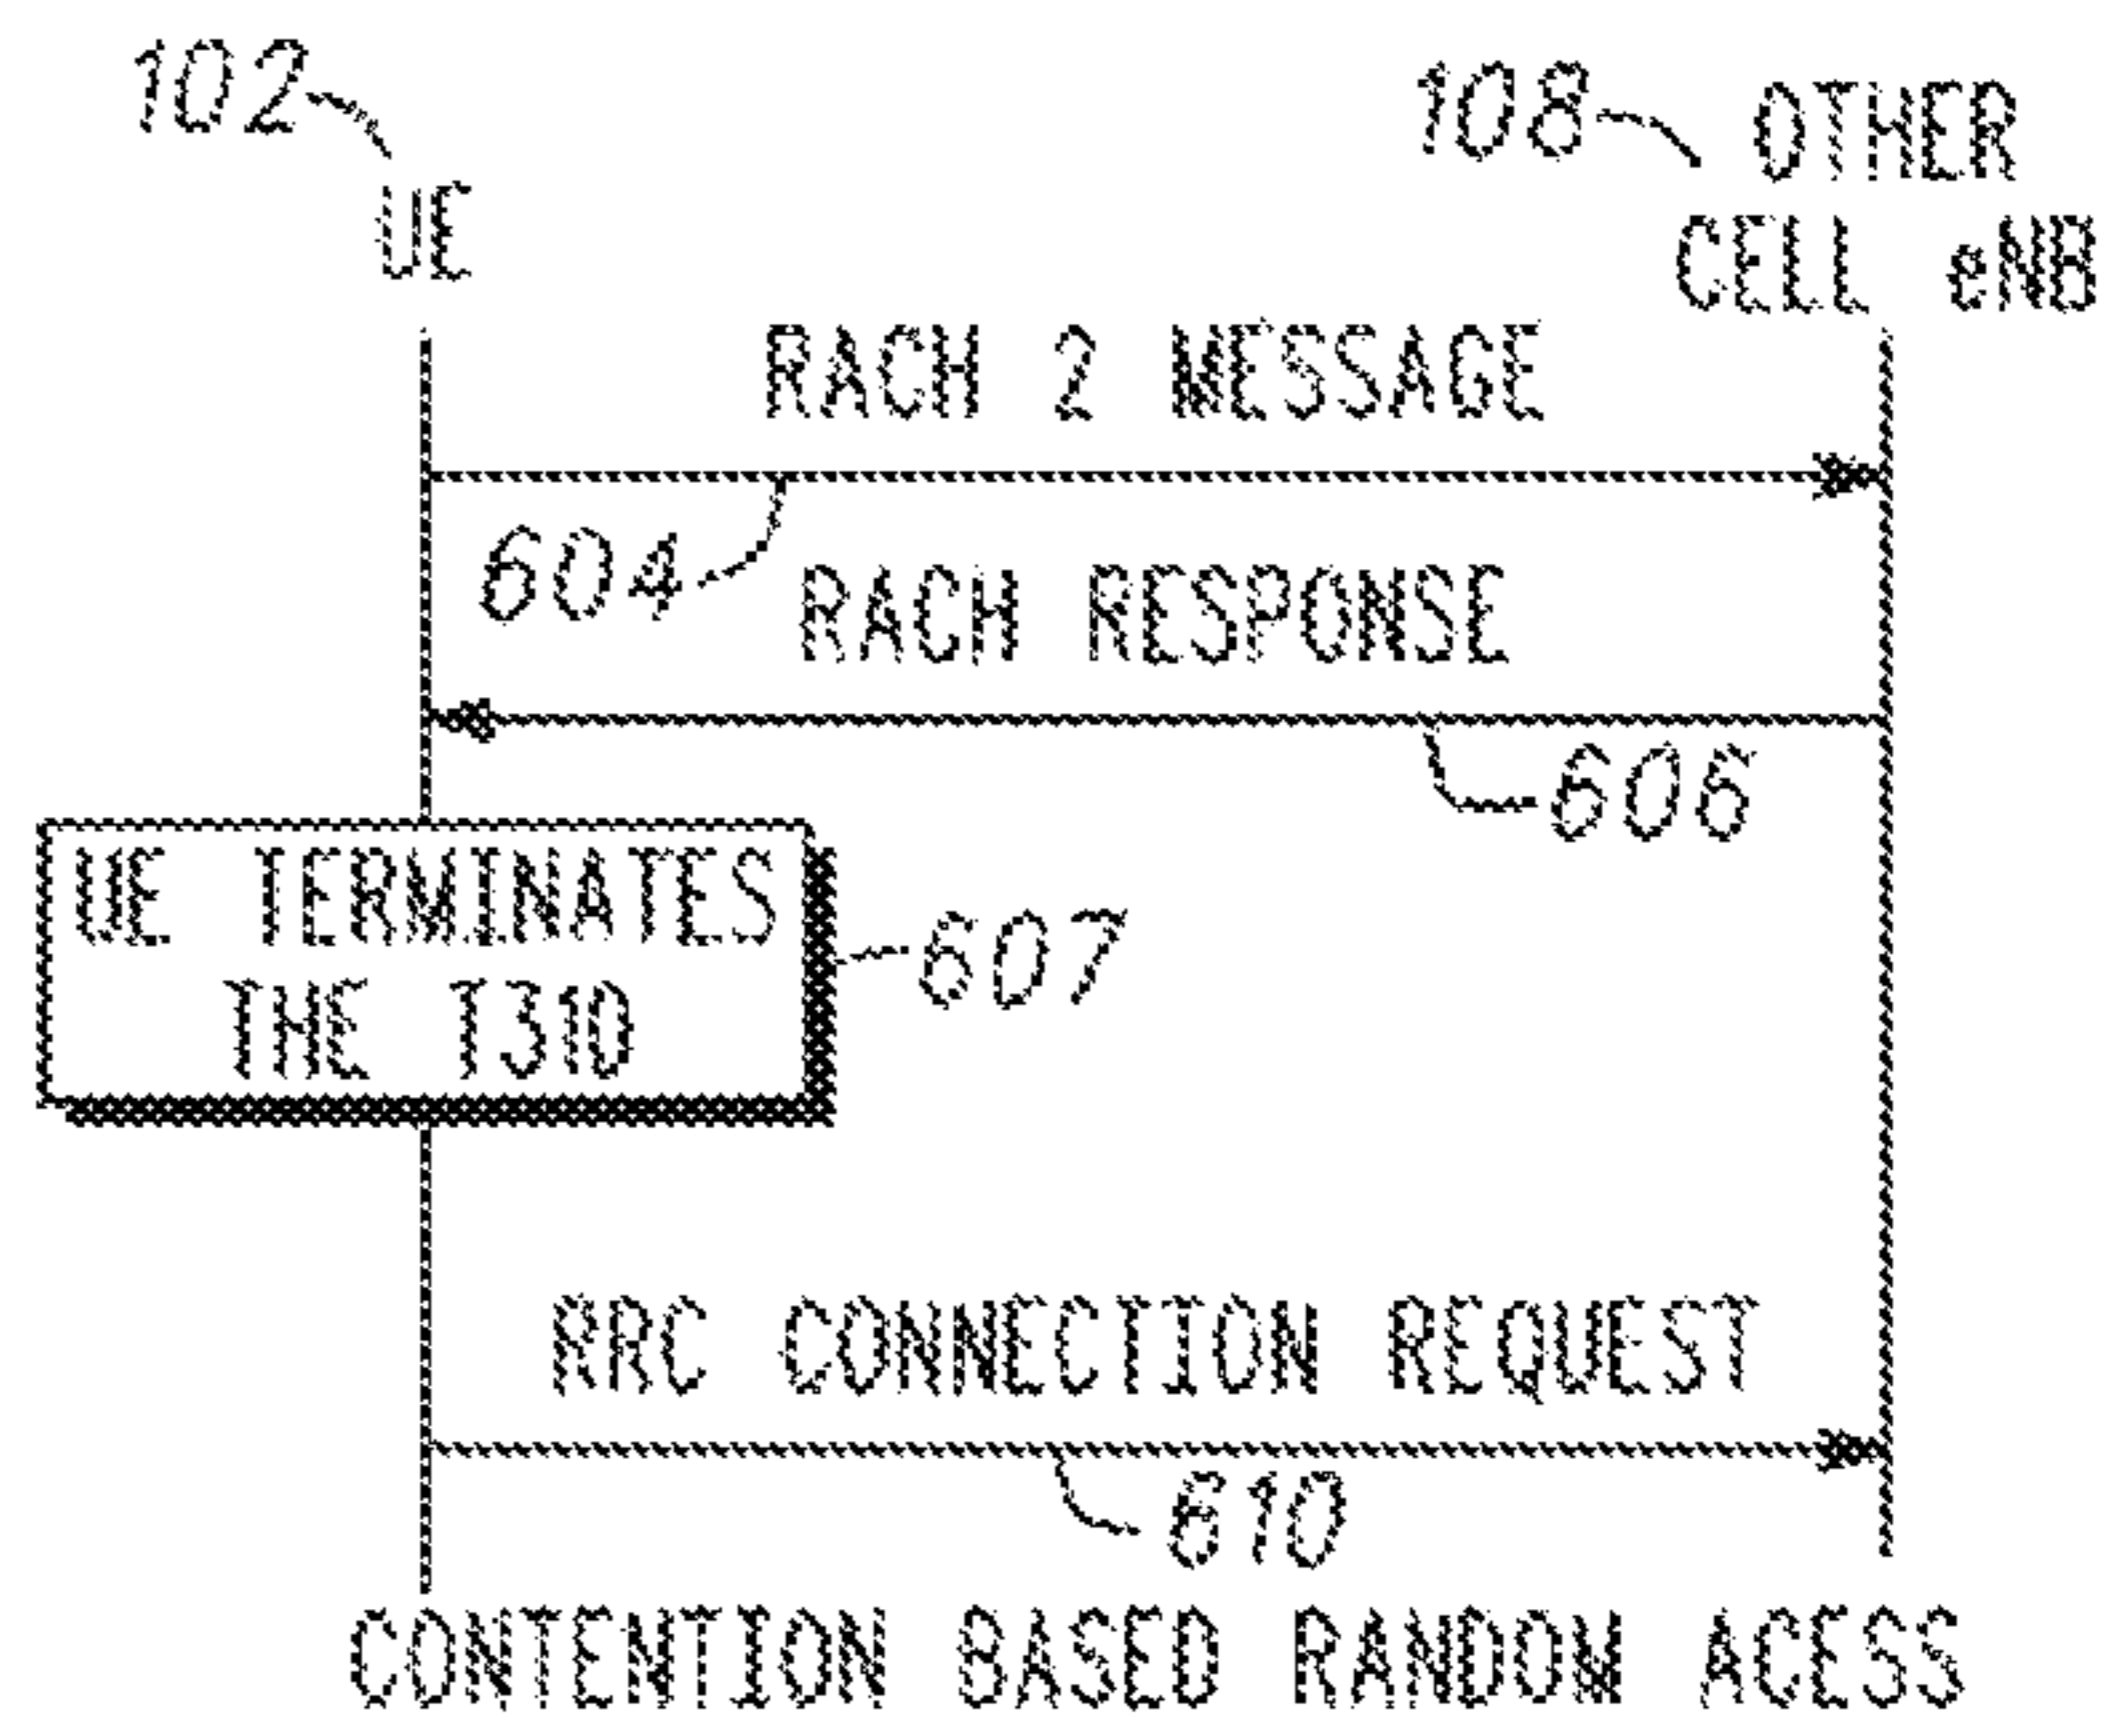 102
108
UE
OTHER
CELL eNB
RACH 2 MESSAGE
604
RACH RESPONSE
606
UE TERMINATES
THE T310
607
RRC CONNECTION REQUEST
610
CONTENTION BASED RANDOM ACESS